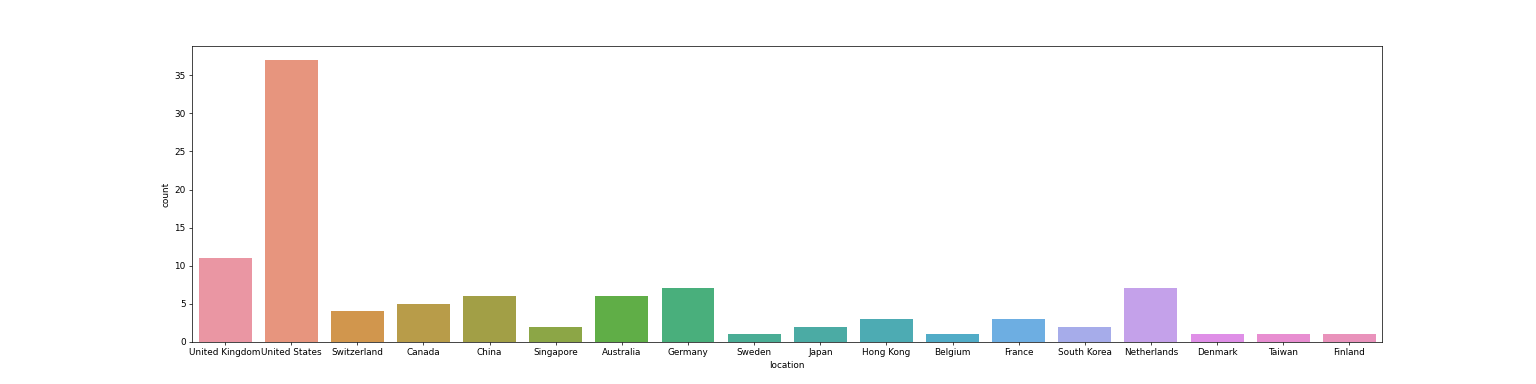 35
30
25
20
15
10
5
0
count
United Kingdom United States Switzerland Canada China Singapore Australia Germany Sweden Japan Hong Kong Belgium France South Korea Netherlands Denmark Taiwan Finland
location